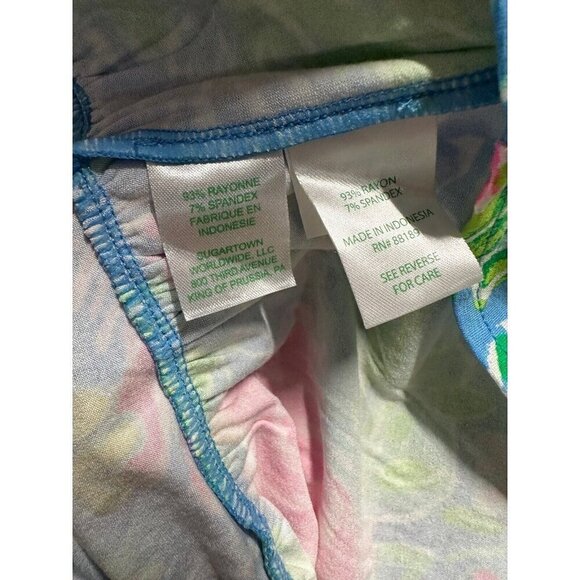 93% RAYONNE
7% SPANDEX
FABRIQUE EN
INDONESIE
SUGARTOWN
WORLDWIDE, LLC
800 THIRD AVENUE
KING OF PRUSSIA, PA
93% RAYON
7% SPANDEX
MADE IN INDONESIA
RN# 88189
SEE REVERSE
FOR CARE